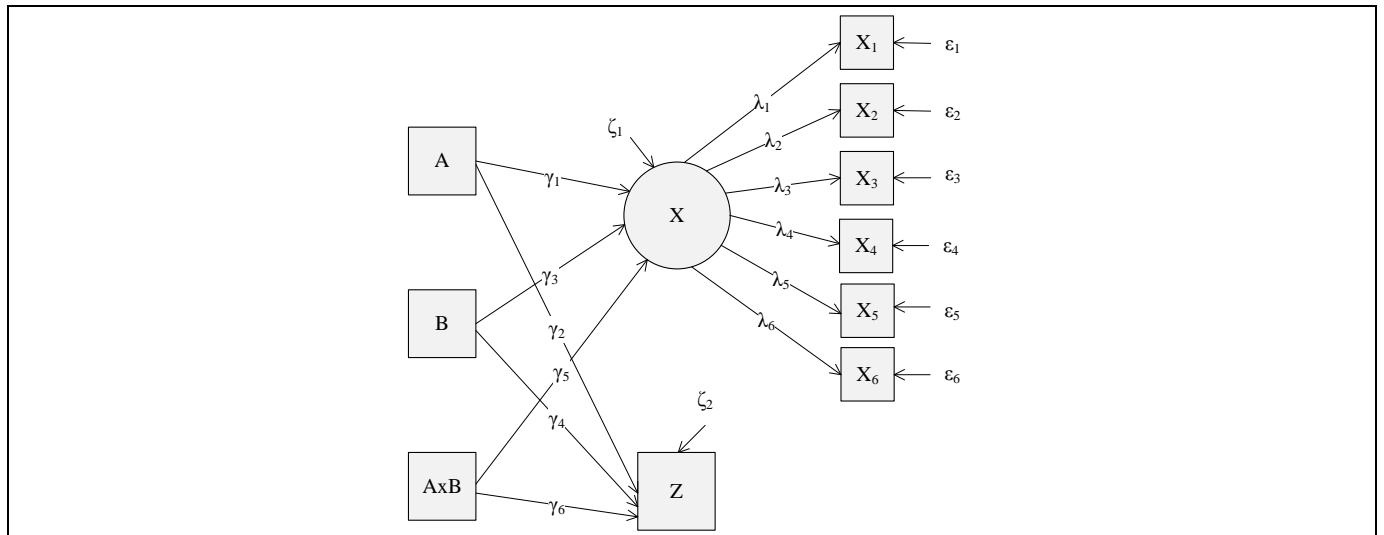 X₁
ε₁
λ₁
X₂
ε₂
ζ₁
λ₂
A
γ₁
X₃
ε₃
λ₃
X
λ₄
X₄
ε₄
γ₃
λ₅
X₅
ε₅
B
γ₂
λ₆
γ₅
X₆
ε₆
ζ₂
γ₄
AxB
γ₆
Z